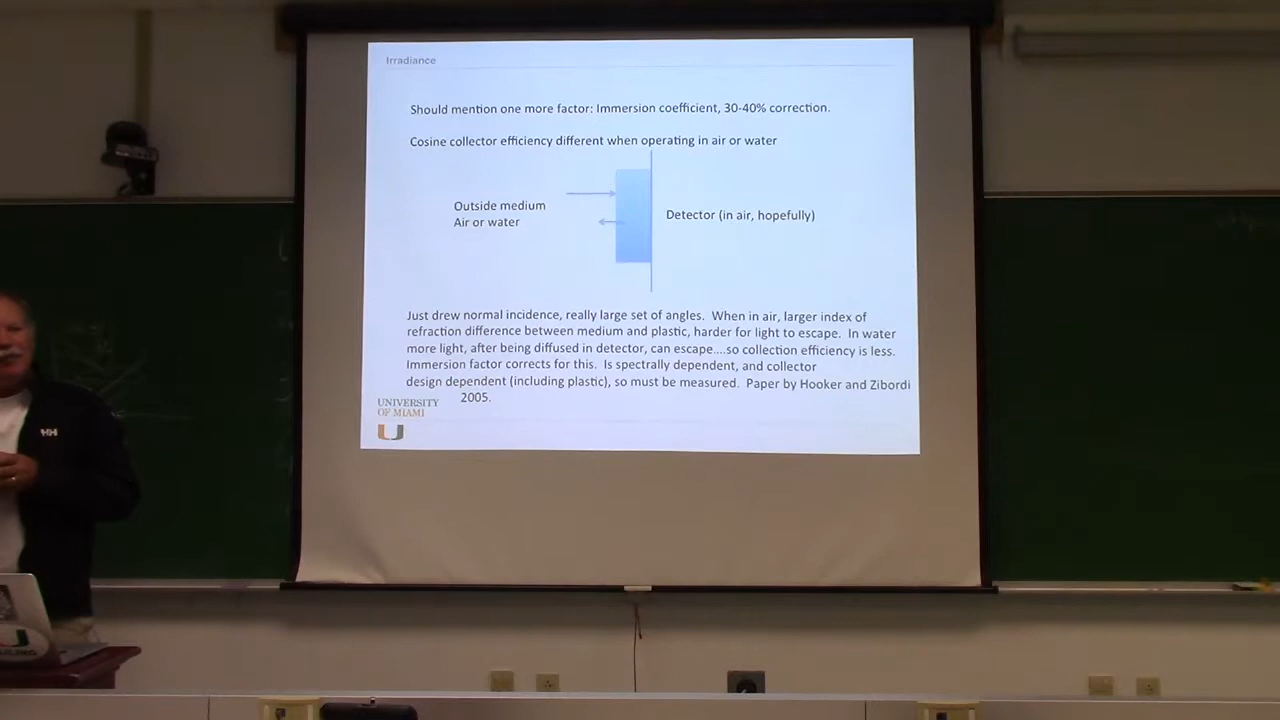 Irradiance
Should mention one more factor: Immersion coefficient, 30-40% correction.
Cosine collector efficiency different when operating in air or water
Outside medium
Air or water
Detector (in air, hopefully)
Just drew normal incidence, really large set of angles. When in air, larger index of
refraction difference between medium and plastic, harder for light to escape. In water
more light, after being diffused in detector, can escape....so collection efficiency is less.
Immersion factor corrects for this. Is spectrally dependent, and collector
design dependent (including plastic), so must be measured. Paper by Hooker and Zibordi
2005.
UNIVERSITY
OF MIAMI
HH